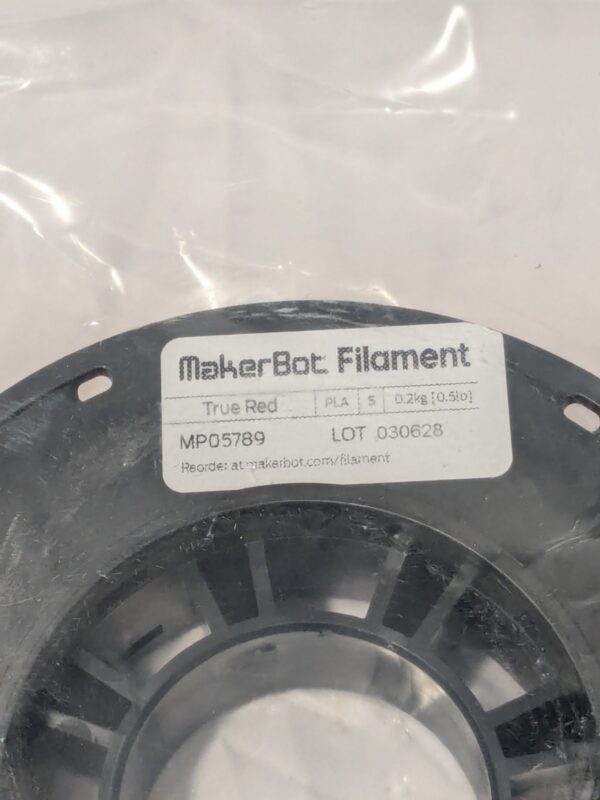 MakerBot Filament
True Red PLA S 0.2kg [0.5lb]
MP05789 LOT 030628
Reorder at makerbot.com/filament